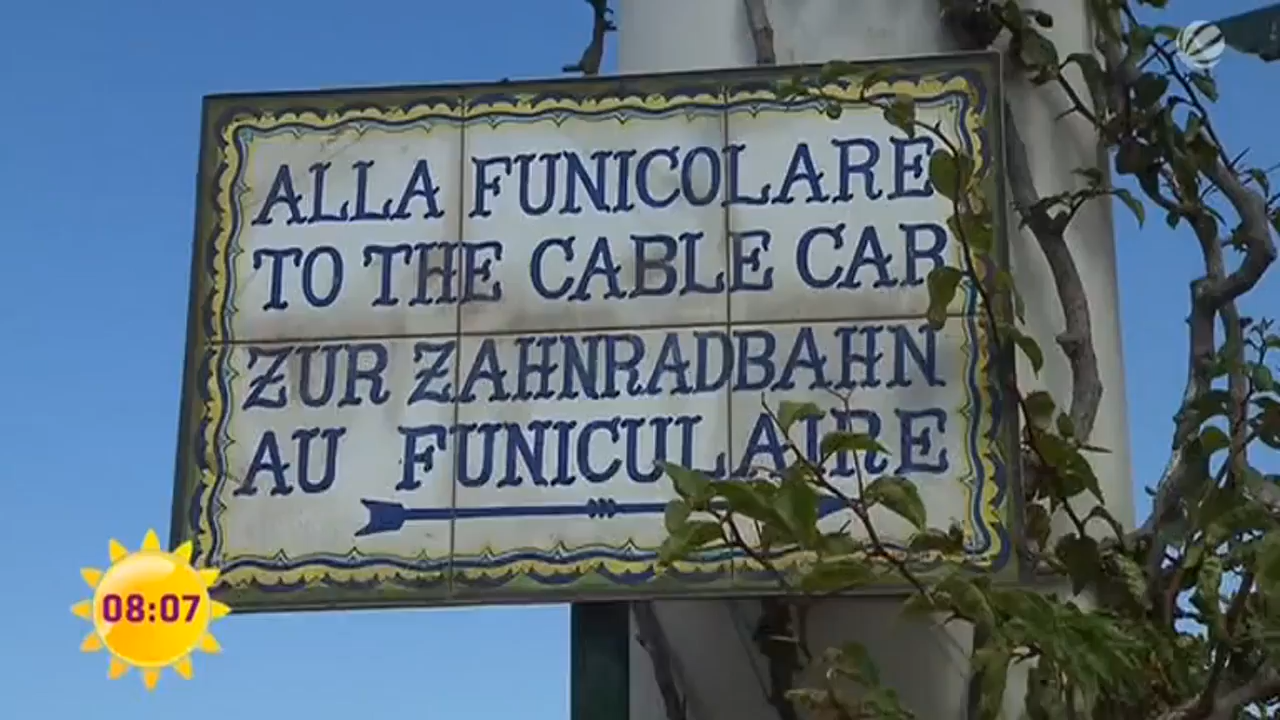 ALLA FUNICOLARE
TO THE CABLE CAR
ZUR ZAHNRADBAHN
AU FUNICULAIRE
08:07